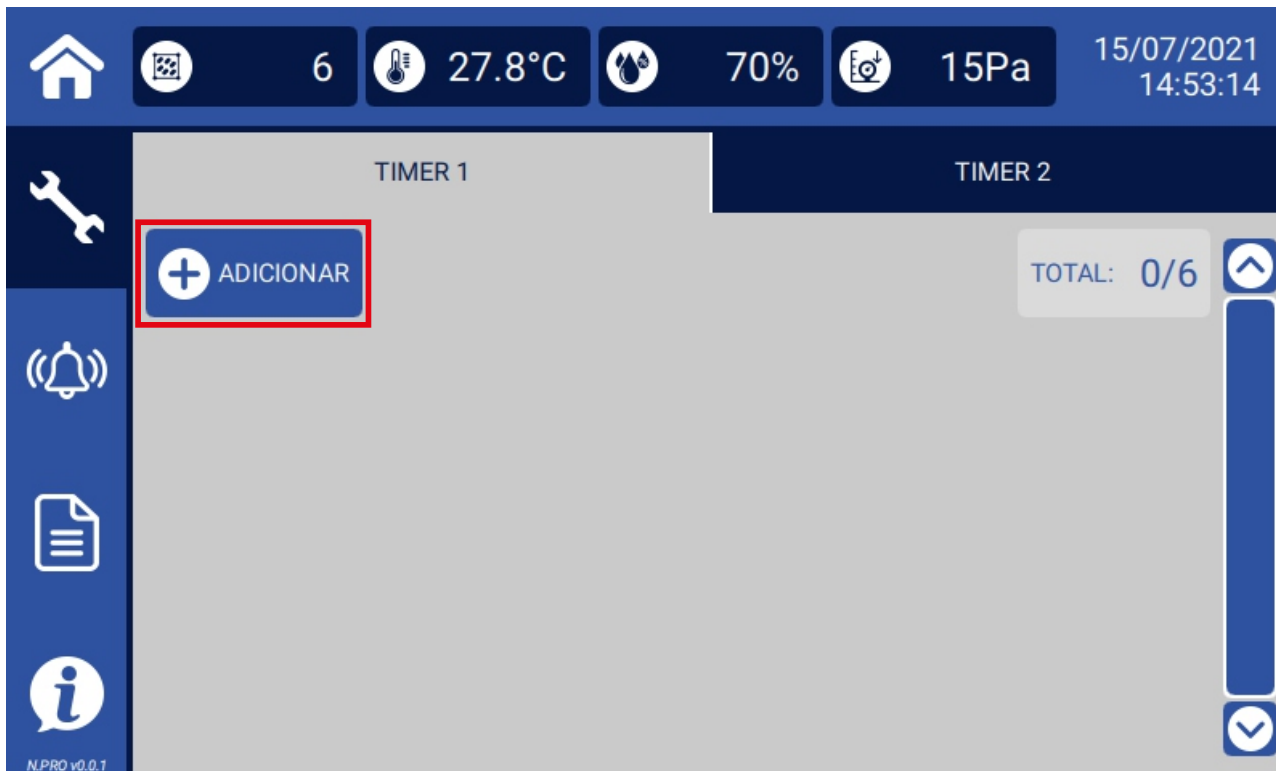 6
27.8°C
70%
15Pa
15/07/2021
14:53:14
TIMER 1
TIMER 2
ADICIONAR
TOTAL: 0/6
N.PRO v0.0.1